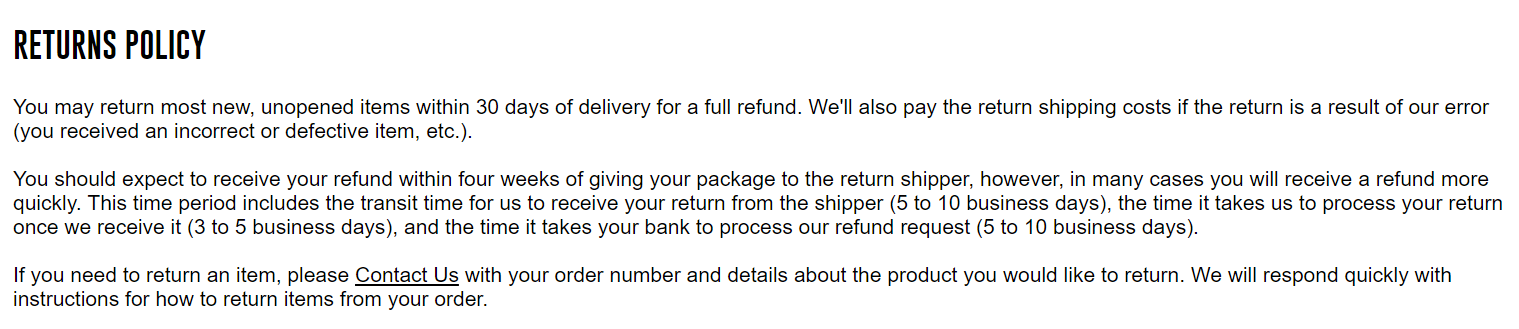 RETURNS POLICY
You may return most new, unopened items within 30 days of delivery for a full refund. We'll also pay the return shipping costs if the return is a result of our error
(you received an incorrect or defective item, etc.).
You should expect to receive your refund within four weeks of giving your package to the return shipper, however, in many cases you will receive a refund more
quickly. This time period includes the transit time for us to receive your return from the shipper (5 to 10 business days), the time it takes us to process your return
once we receive it (3 to 5 business days), and the time it takes your bank to process our refund request (5 to 10 business days).
If you need to return an item, please Contact Us with your order number and details about the product you would like to return. We will respond quickly with
instructions for how to return items from your order.